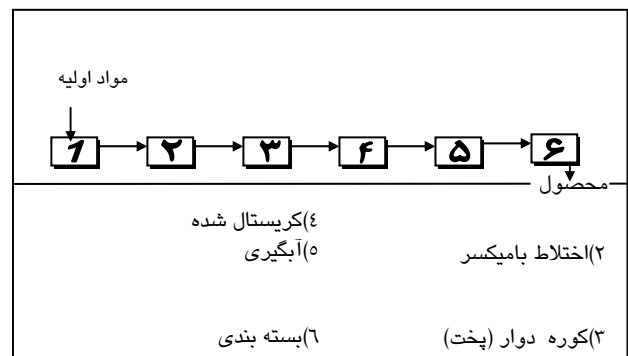 مواد اولیه
1 ۲ ۳ ۴ ۵ ۶
محصول
٤)کریستال شده
۲)اختلاط بامیکسر
٥)آبگیری
۳)کوره دوار (پخت)
٦)بسته بندی